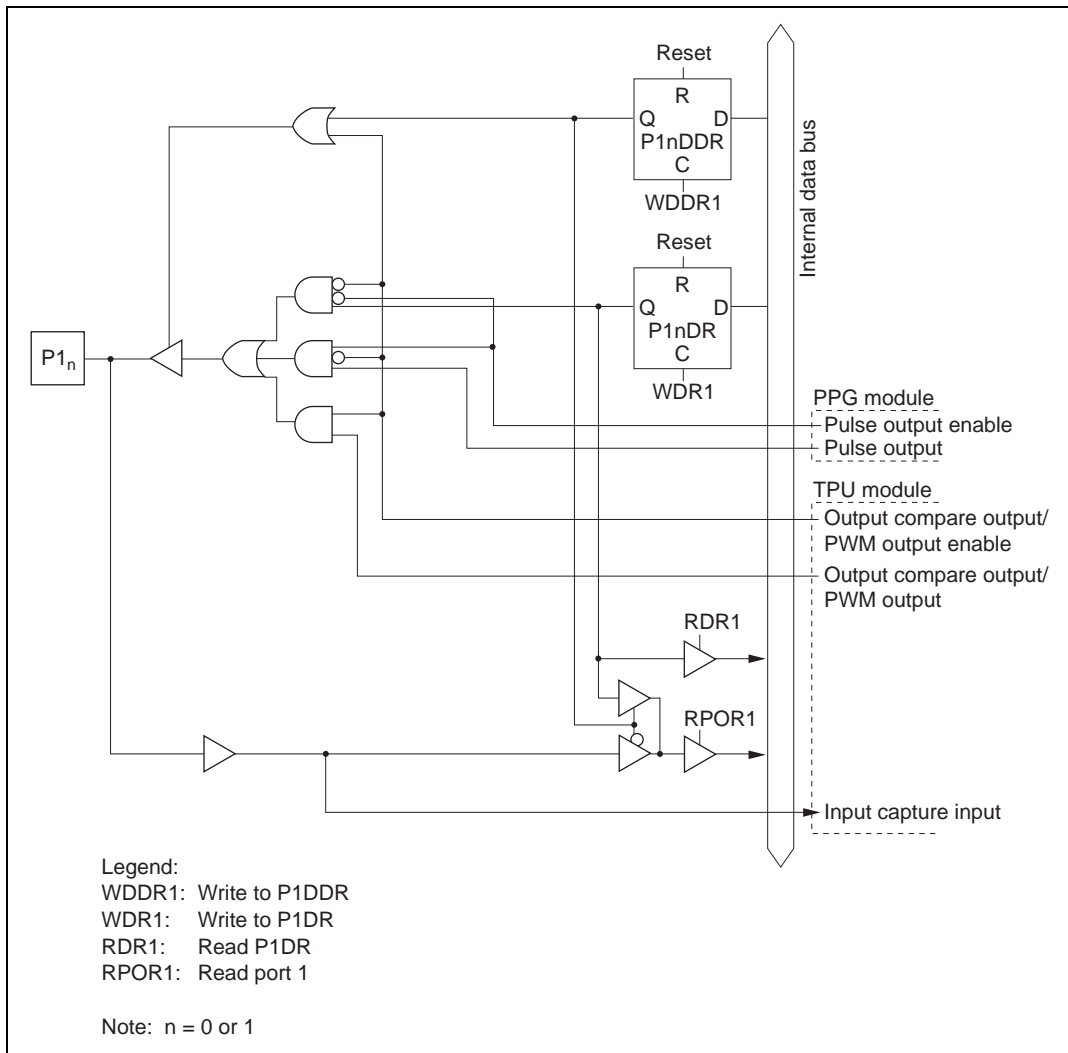 Reset
R
Q D
P1nDDR
C
WDDR1
Internal data bus
Reset
R
Q D
P1nDR
C
WDR1
P1n
PPG module
Pulse output enable
Pulse output
TPU module
Output compare output/
PWM output enable
Output compare output/
PWM output
RDR1
RPOR1
Input capture input
Legend:
WDDR1: Write to P1DDR
WDR1: Write to P1DR
RDR1: Read P1DR
RPOR1: Read port 1
Note: n = 0 or 1